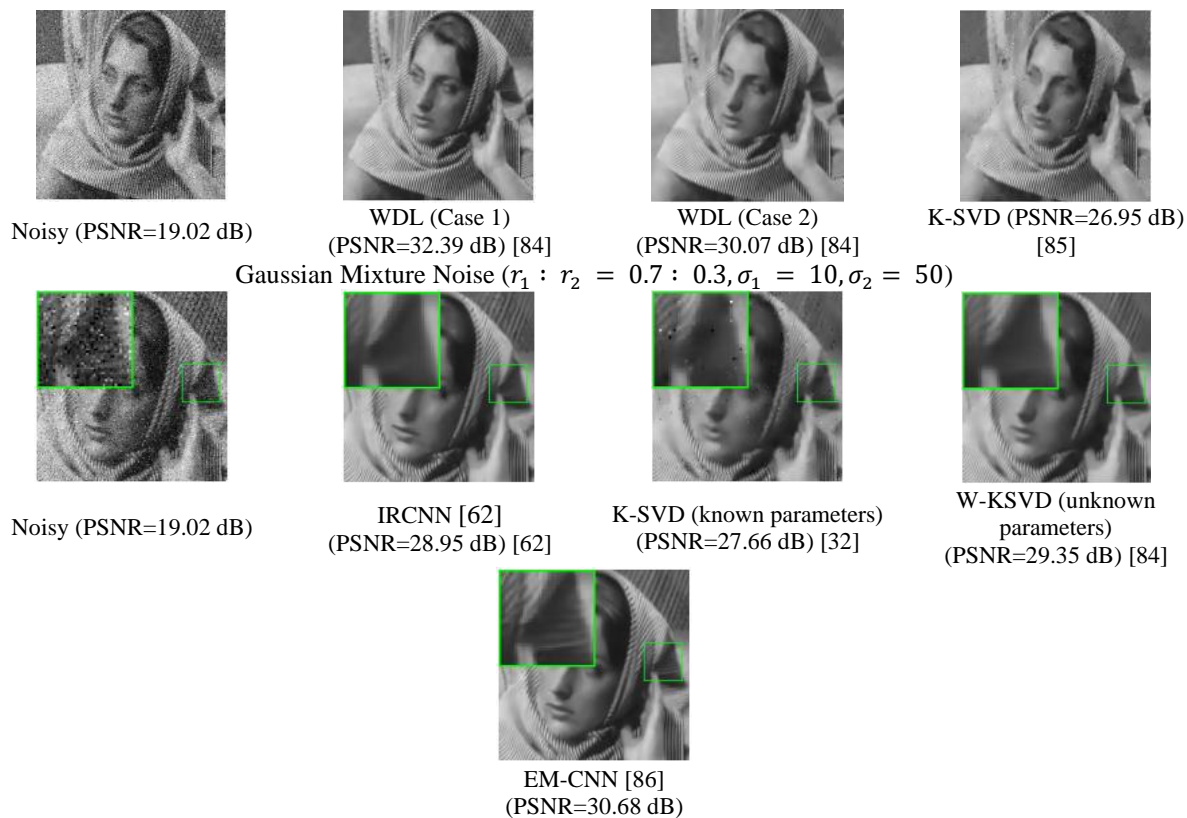 Noisy (PSNR=19.02 dB)
WDL (Case 1)
(PSNR=32.39 dB) [84]
WDL (Case 2)
(PSNR=30.07 dB) [84]
K-SVD (PSNR=26.95 dB)
[85]
Gaussian Mixture Noise (r₁ : r₂ = 0.7 : 0.3, σ₁ = 10, σ₂ = 50)
Noisy (PSNR=19.02 dB)
IRCNN [62]
(PSNR=28.95 dB) [62]
K-SVD (known parameters)
(PSNR=27.66 dB) [32]
W-KSVD (unknown
parameters)
(PSNR=29.35 dB) [84]
EM-CNN [86]
(PSNR=30.68 dB)